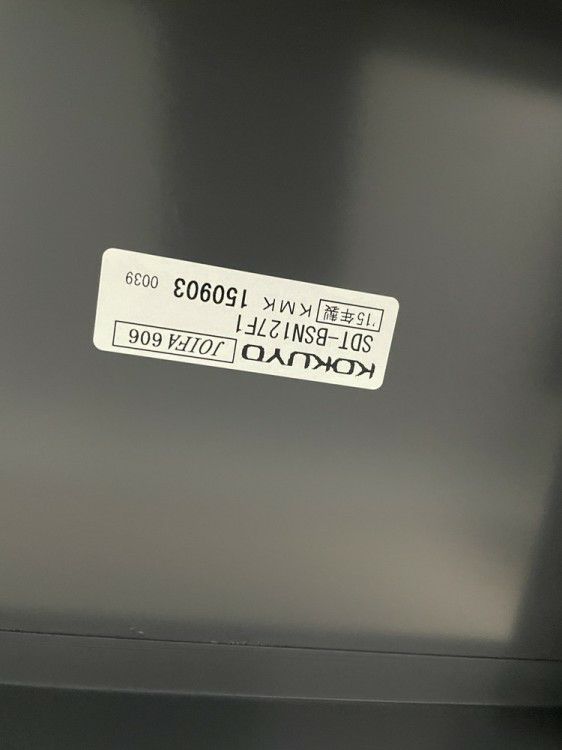 KOKUYO JOIFA 606
SDT-BSN127F1
'15年製 KMK 150903 0039